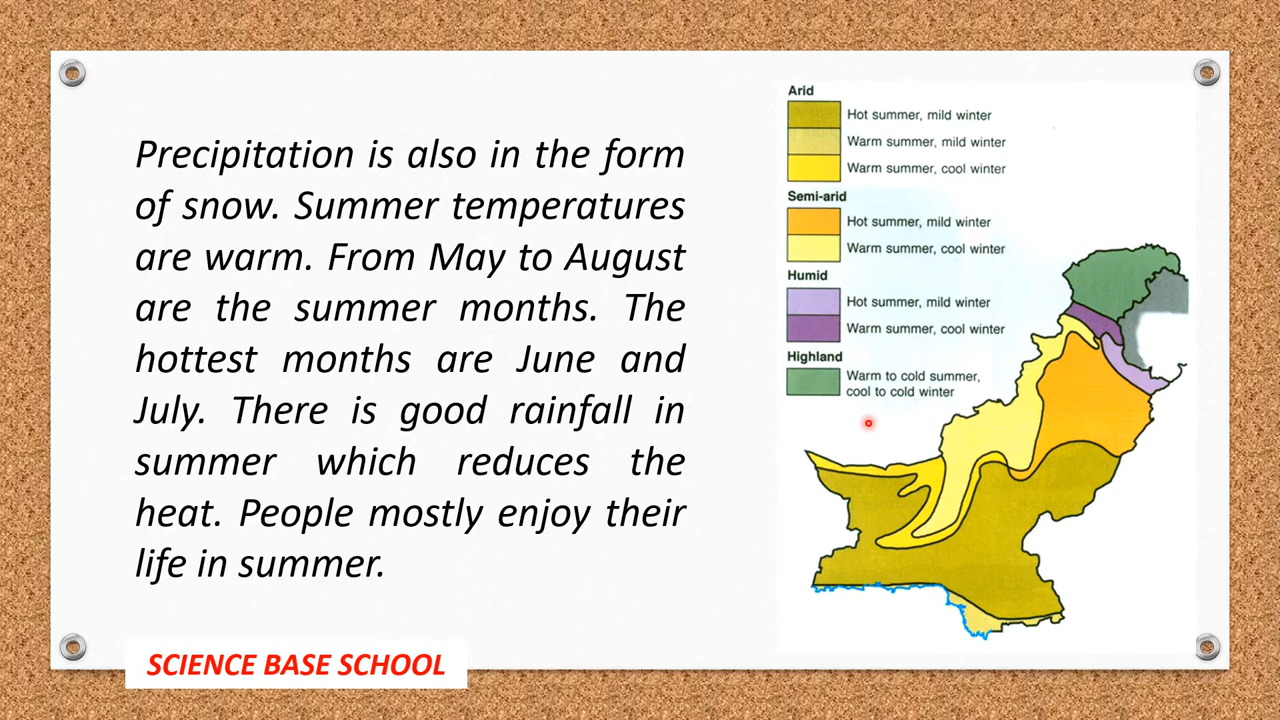 Precipitation is also in the form
of snow. Summer temperatures
are warm. From May to August
are the summer months. The
hottest months are June and
July. There is good rainfall in
summer which reduces the
heat. People mostly enjoy their
life in summer.
SCIENCE BASE SCHOOL
Arid
Hot summer, mild winter
Warm summer, mild winter
Warm summer, cool winter
Semi-arid
Hot summer, mild winter
Warm summer, cool winter
Humid
Hot summer, mild winter
Warm summer, cool winter
Highland
Warm to cold summer,
cool to cold winter